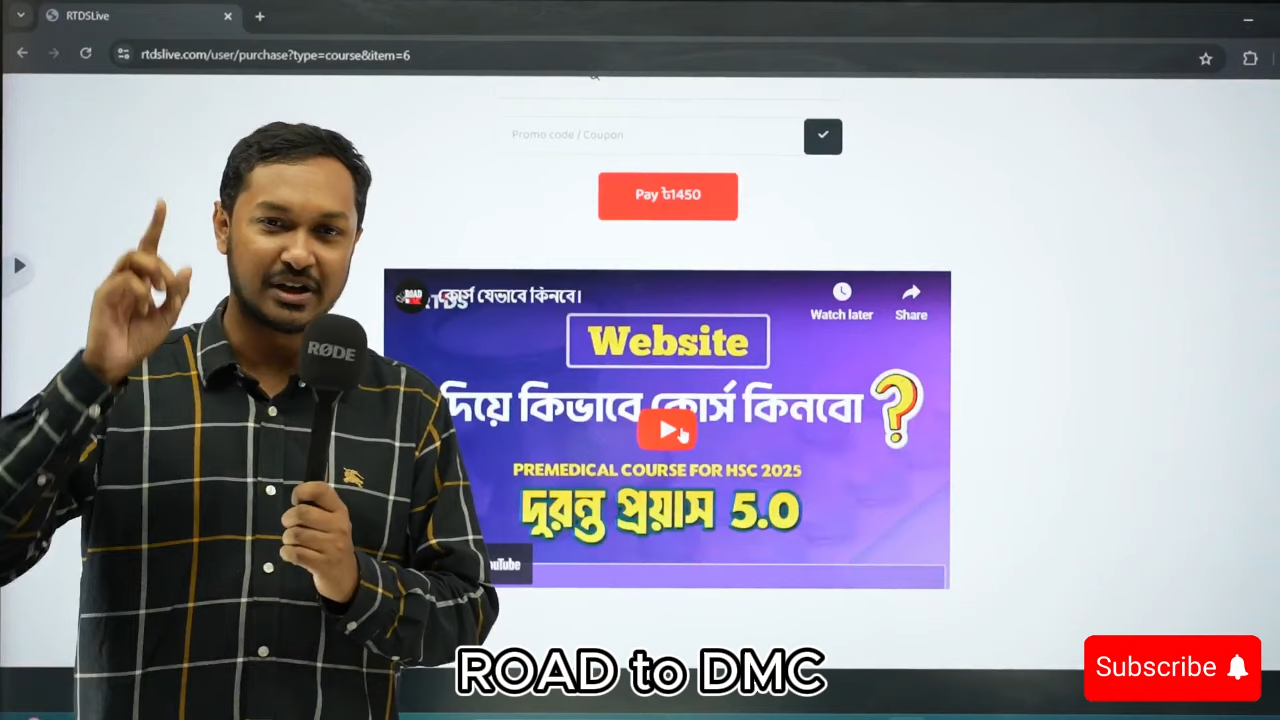 RTDSLive
rtdslive.com/user/purchase?type=course&item=6
Promo code / Coupon
Pay ৳1450
ROAD
কোর্স যেভাবে কিনবে।
Watch later
Share
Website
দিয়ে কিভাবে কোর্স কিনবো?
PREMEDICAL COURSE FOR HSC 2025
দুরন্ত প্রয়াস 5.0
RØDE
ROAD to DMC
Subscribe